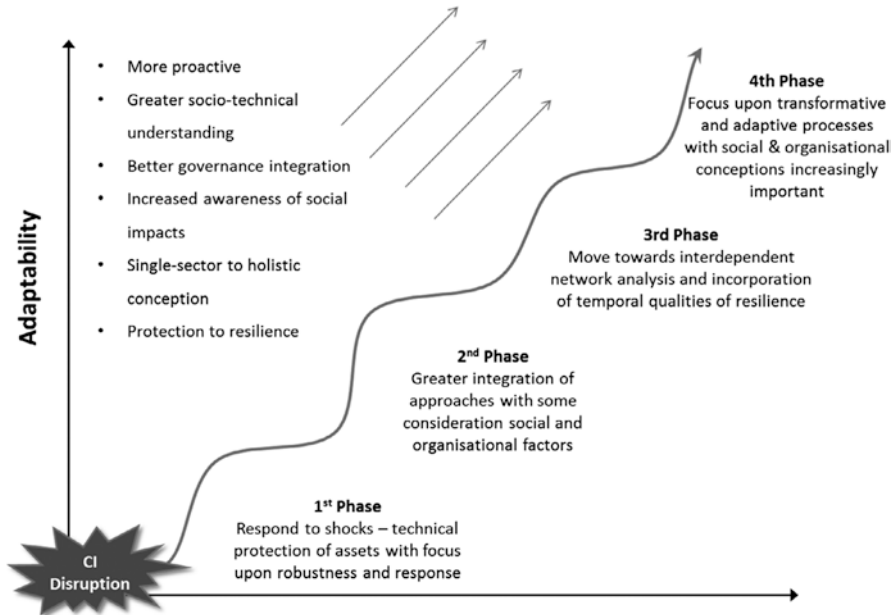 Adaptability
• More proactive
• Greater socio-technical
understanding
• Better governance integration
• Increased awareness of social
impacts
• Single-sector to holistic
conception
• Protection to resilience
4th Phase
Focus upon transformative
and adaptive processes
with social & organisational
conceptions increasingly
important
3rd Phase
Move towards interdependent
network analysis and incorporation
of temporal qualities of resilience
2nd Phase
Greater integration of
approaches with some
consideration social and
organisational factors
1st Phase
Respond to shocks – technical
protection of assets with focus
upon robustness and response
CI
Disruption